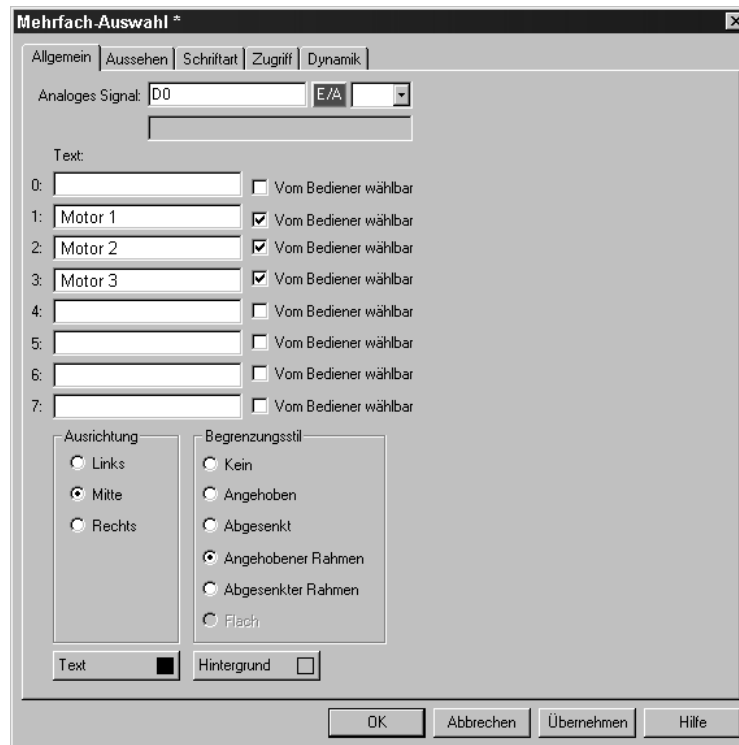 Mehrfach-Auswahl *
Allgemein Aussehen Schriftart Zugriff Dynamik
Analoges Signal: D0 E/A
Text:
0: Vom Bediener wählbar
1: Motor 1 Vom Bediener wählbar
2: Motor 2 Vom Bediener wählbar
3: Motor 3 Vom Bediener wählbar
4: Vom Bediener wählbar
5: Vom Bediener wählbar
6: Vom Bediener wählbar
7: Vom Bediener wählbar
Ausrichtung
Links
Mitte
Rechts
Begrenzungsstil
Kein
Angehoben
Abgesenkt
Angehobener Rahmen
Abgesenkter Rahmen
Flach
Text Hintergrund
OK Abbrechen Übernehmen Hilfe